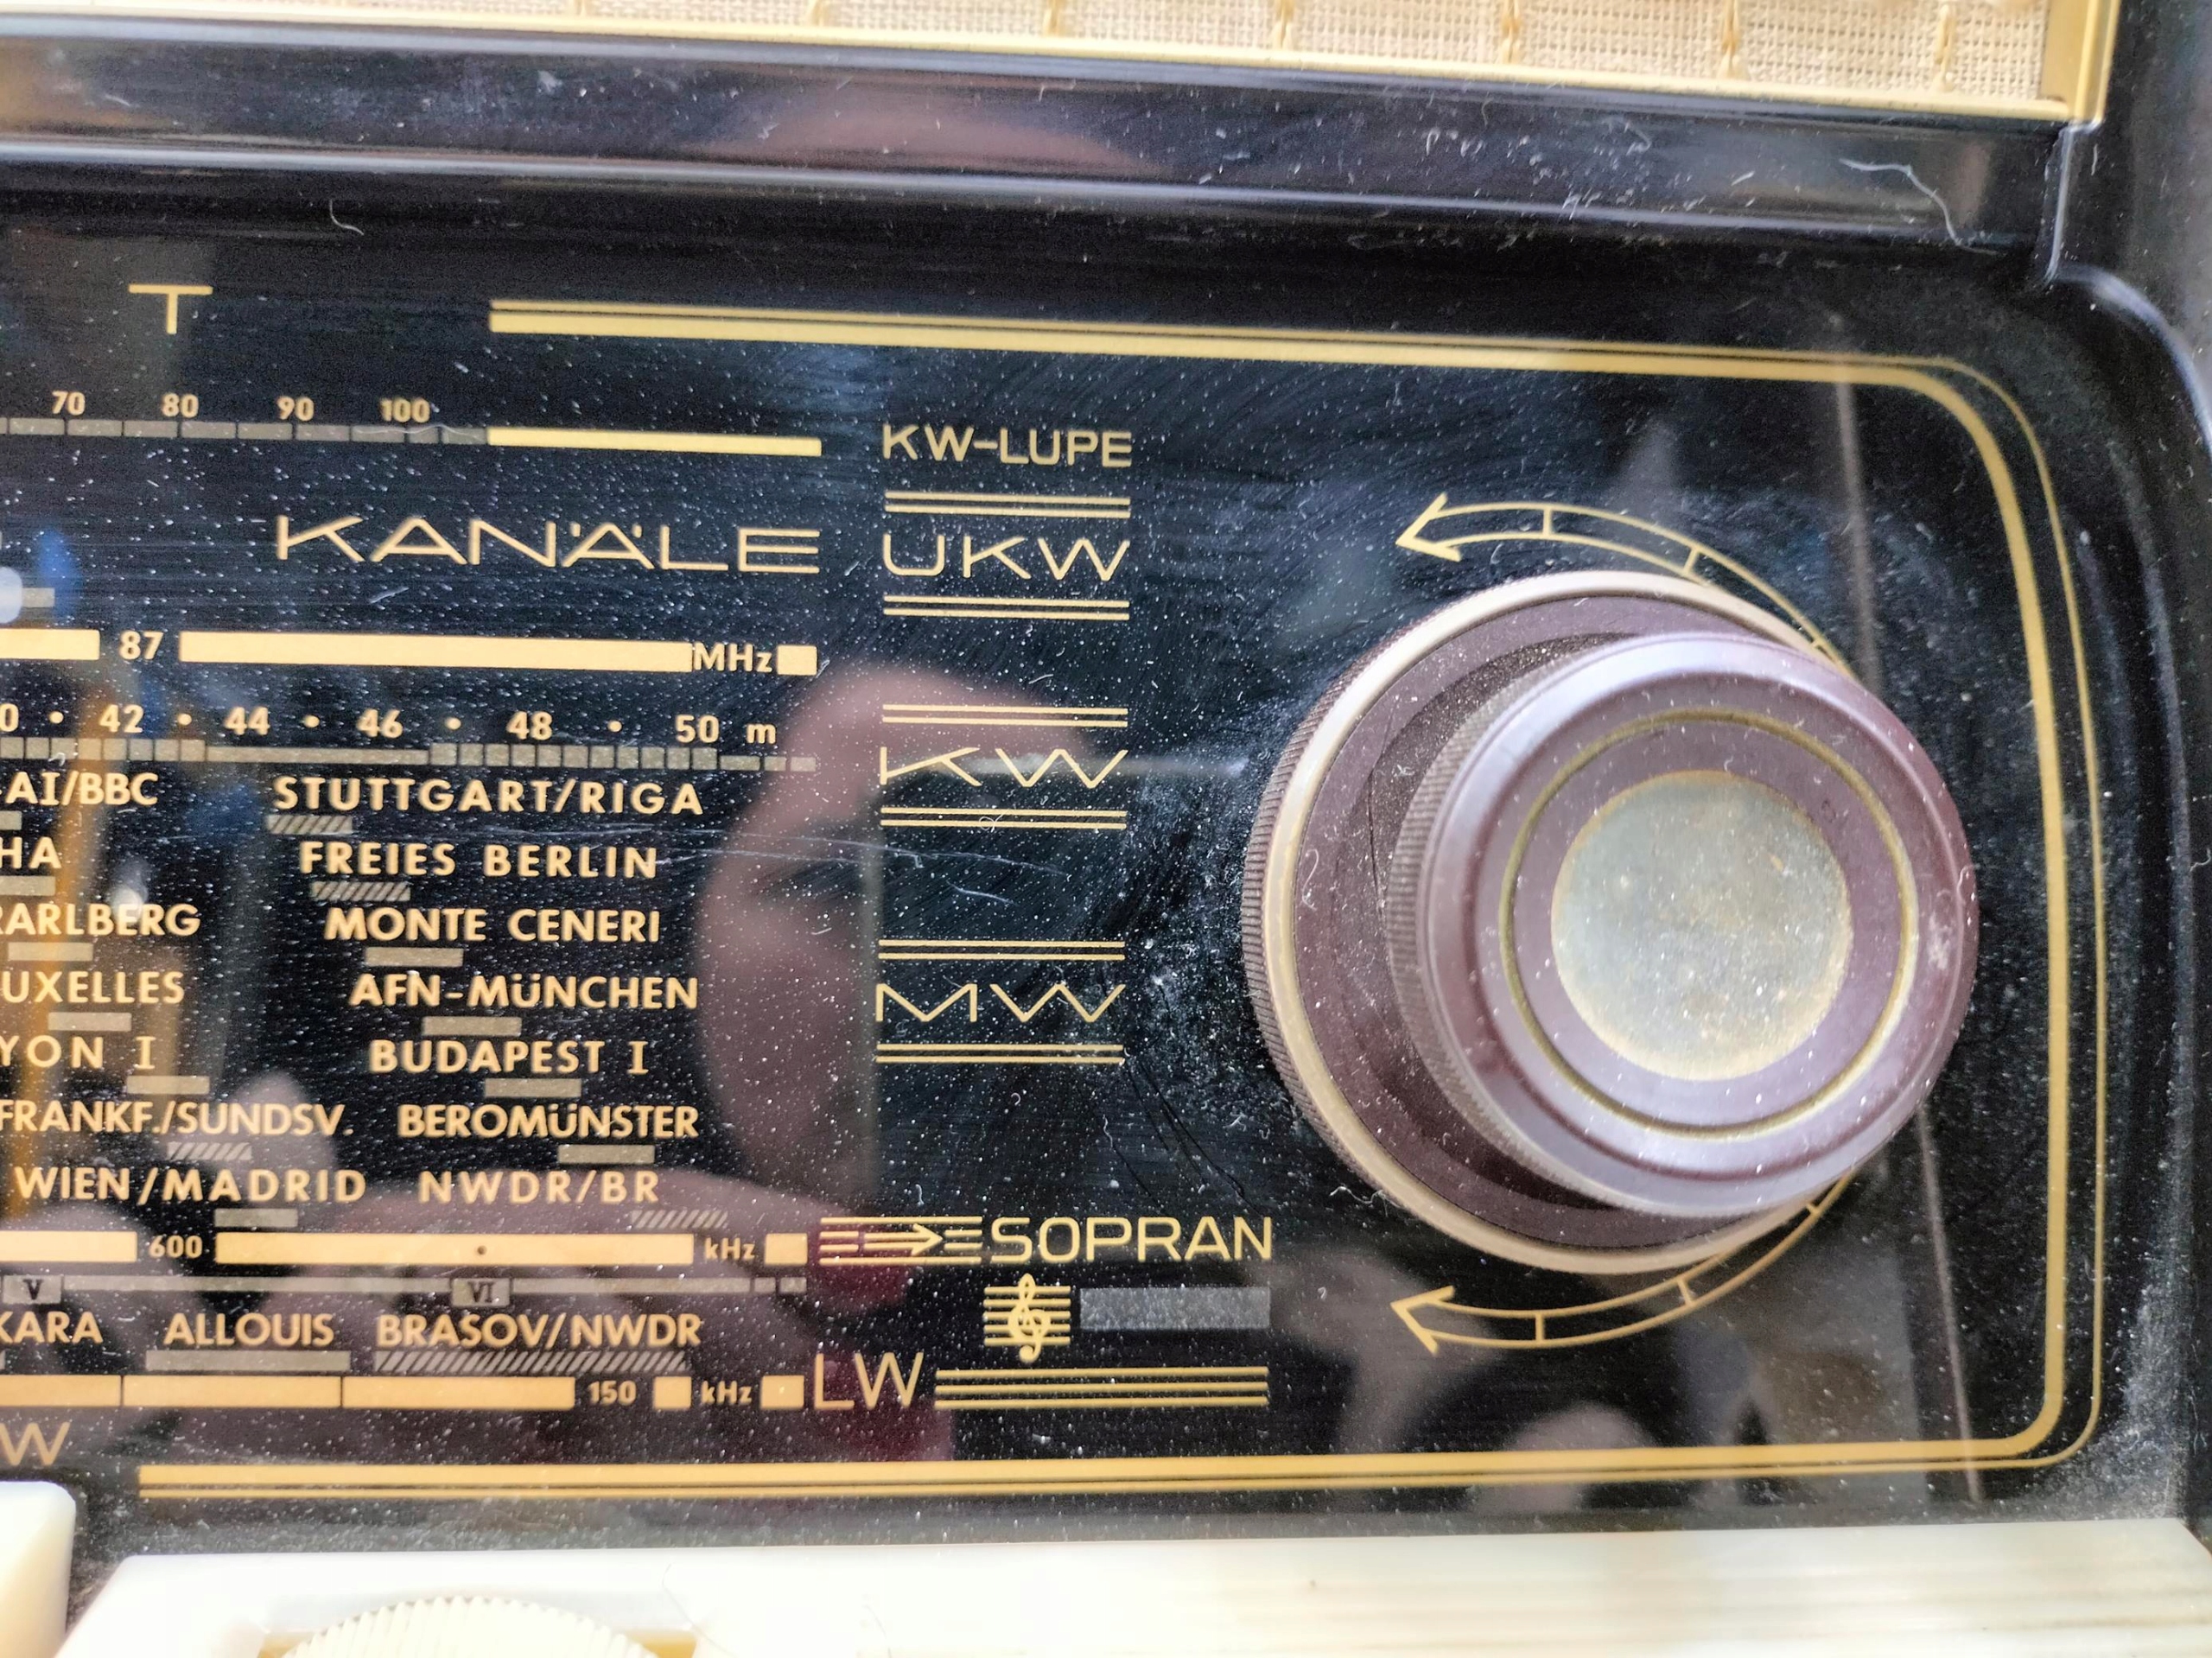 T
70 80 90 100
KW-LUPE
KANÄLE UKW
87 MHz
42 • 44 • 46 • 48 • 50 m
KW
AI/BBC STUTTGART/RIGA
FREIES BERLIN
MONTE CENERI
AFN-MÜNCHEN
MW
I BUDAPEST I
FRANKF./SUNDSV. BEROMÜNSTER
WIEN/MADRID NWDR/BR
600 kHz SOPRAN
V VI
ALLOUIS BRASOV/NWDR
150 kHz LW
W